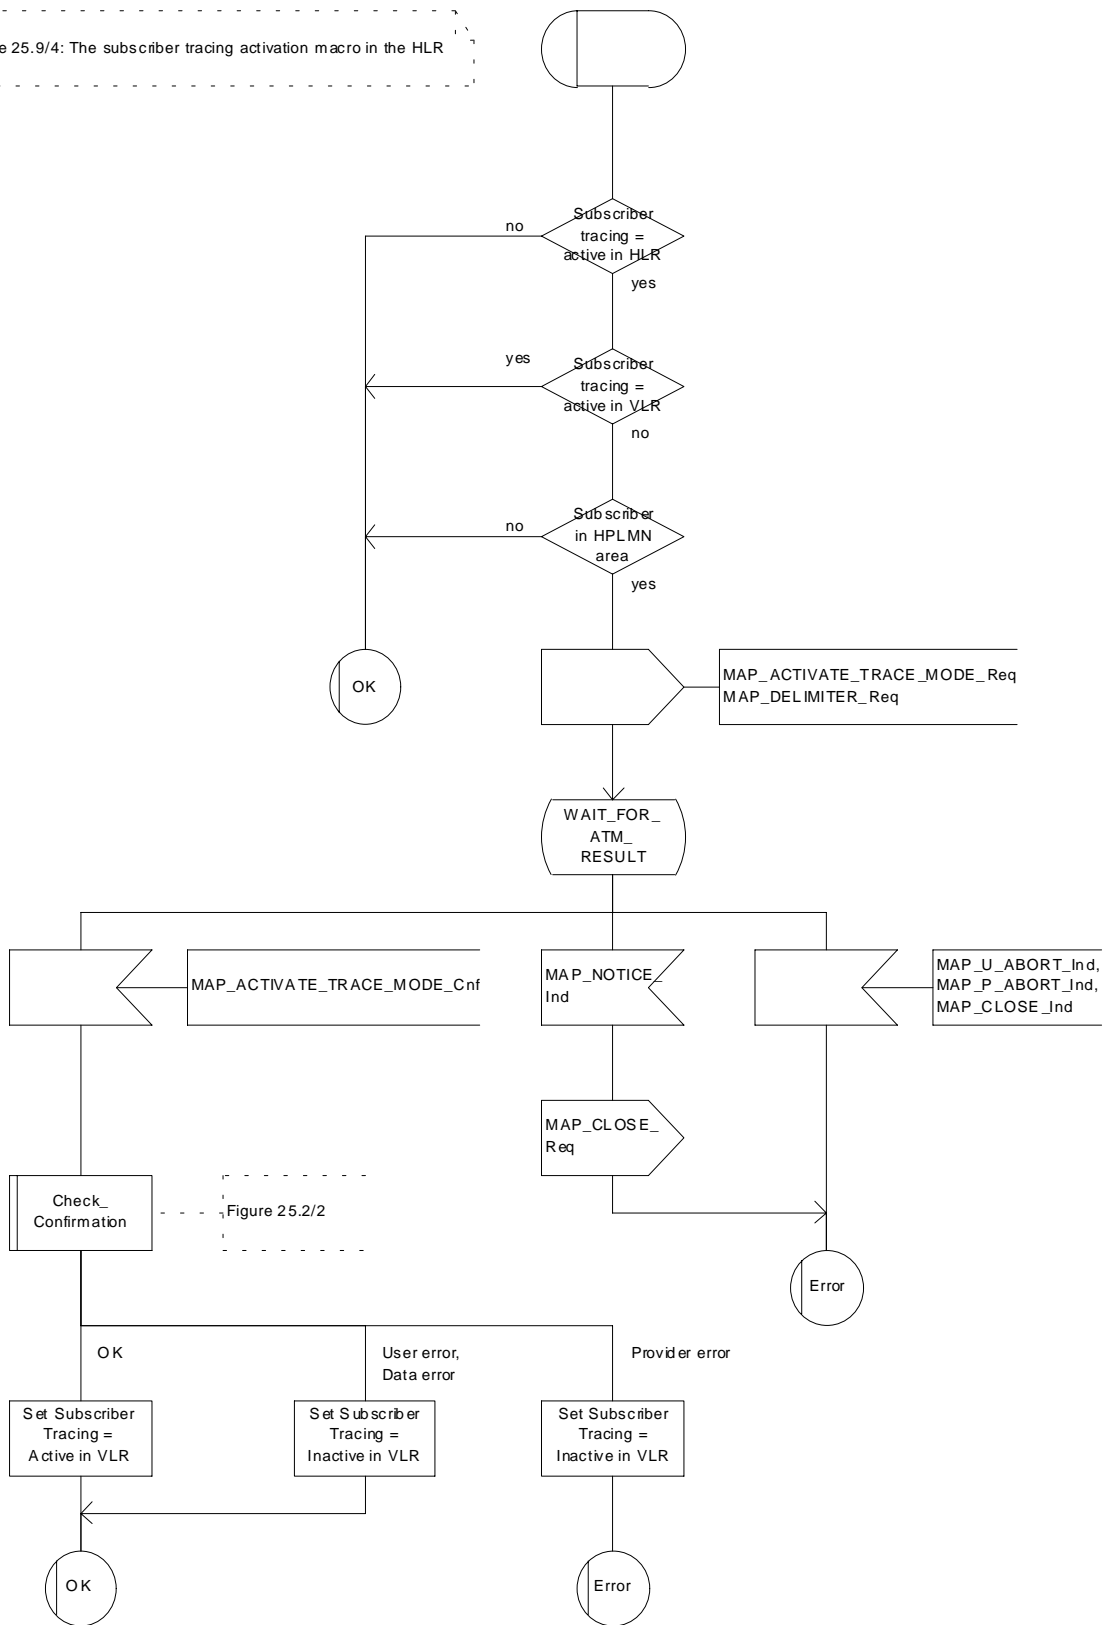 e 25.9/4: The subscriber tracing activation macro in the HLR
Subscriber
tracing =
active in HLR
no
yes
Subscriber
tracing =
active in VLR
yes
no
Subscriber
in HPLMN
area
no
yes
OK
MAP_ACTIVATE_TRACE_MODE_Req
MAP_DELIMITER_Req
WAIT_FOR_
ATM_
RESULT
MAP_ACTIVATE_TRACE_MODE_Cnf
MAP_NOTICE_
Ind
MAP_U_ABORT_Ind,
MAP_P_ABORT_Ind,
MAP_CLOSE_Ind
MAP_CLOSE_
Req
Check_
Confirmation
Figure 25.2/2
Error
OK
User error,
Data error
Provider error
Set Subscriber
Tracing =
Active in VLR
Set Subscriber
Tracing =
Inactive in VLR
Set Subscriber
Tracing =
Inactive in VLR
OK
Error